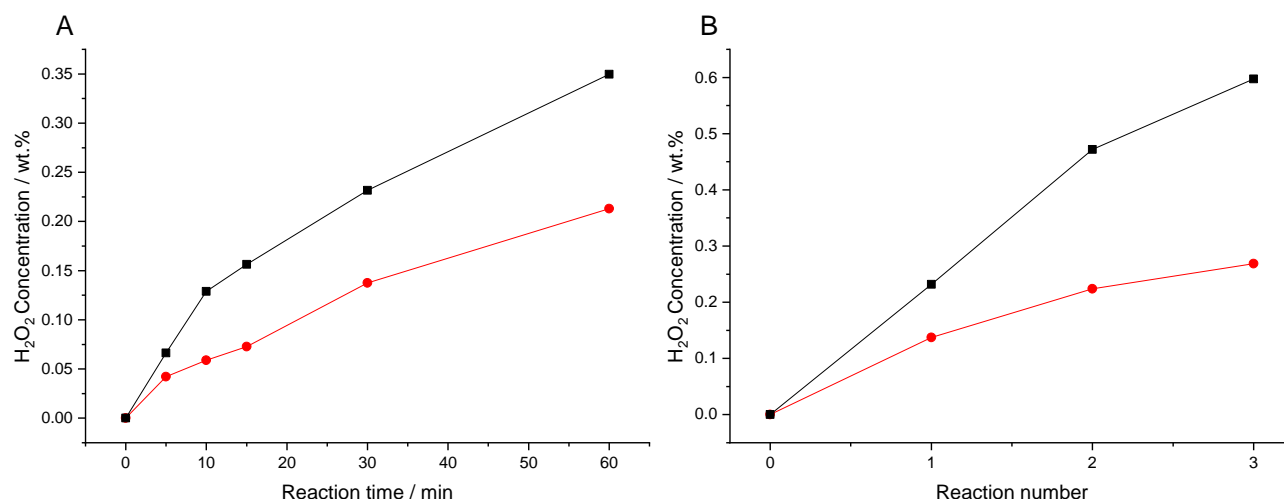 A
H₂O₂ Concentration / wt.%
0.35
0.30
0.25
0.20
0.15
0.10
0.05
0.00
0 10 20 30 40 50 60
Reaction time / min
B
H₂O₂ Concentration / wt.%
0.6
0.5
0.4
0.3
0.2
0.1
0.0
0 1 2 3
Reaction number